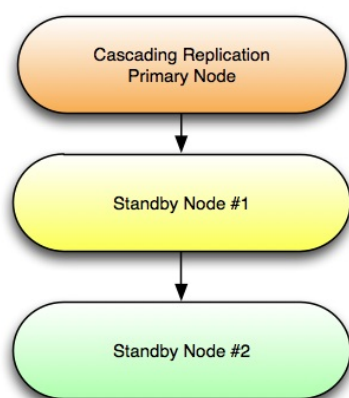 Cascading Replication
Primary Node
Standby Node #1
Standby Node #2